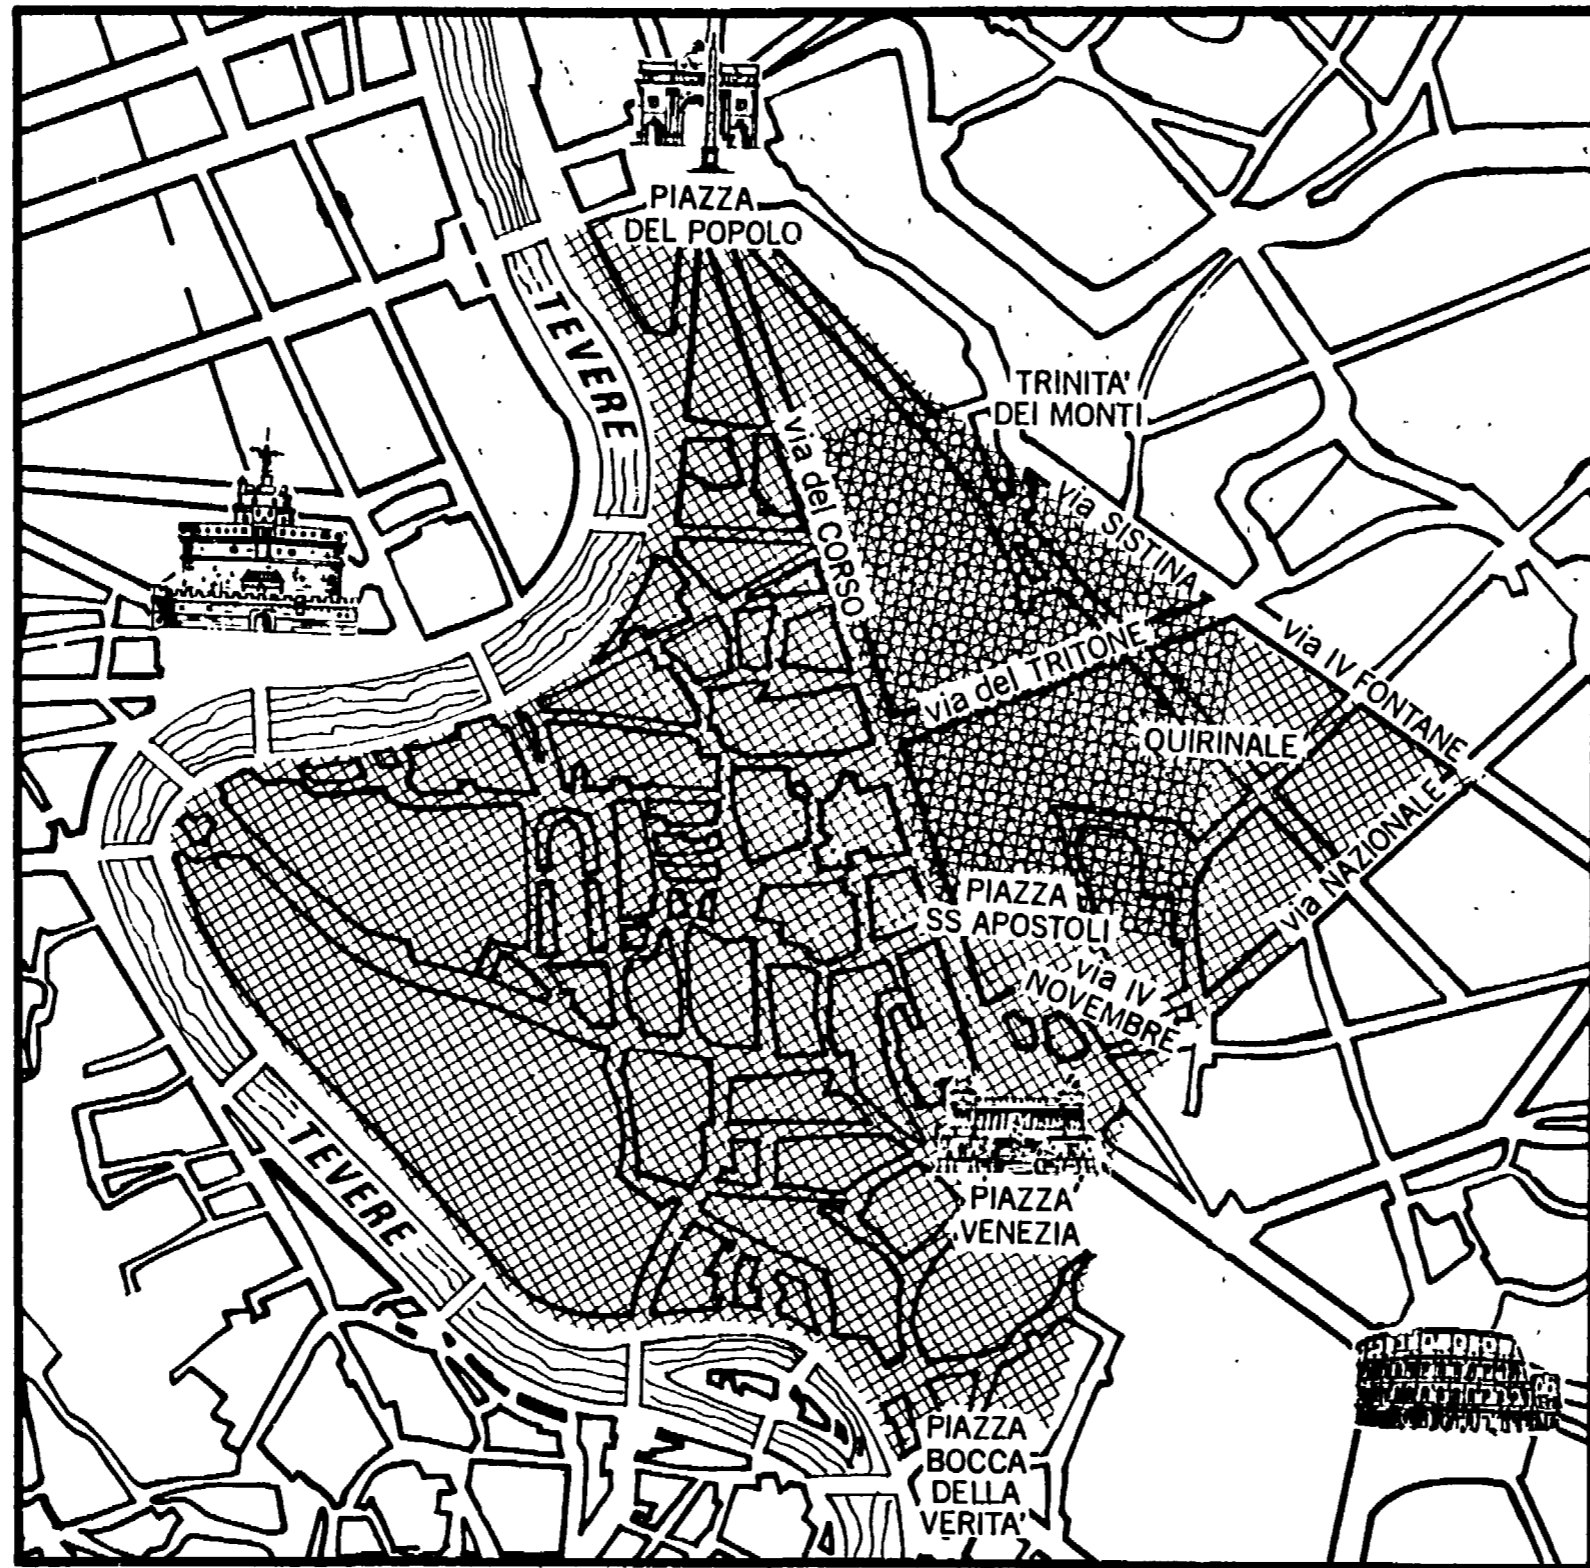 PIAZZA
DEL POPOLO
TEVERE
TRINITA'
DEI MONTI
via del CORSO
via SISTINA
via del TRITONE
via IV FONTANE
QUIRINALE
via NAZIONALE
PIAZZA
SS APOSTOLI
via IV
NOVEMBRE
TEVERE
PIAZZA
VENEZIA
PIAZZA
BOCCA
DELLA
VERITA'